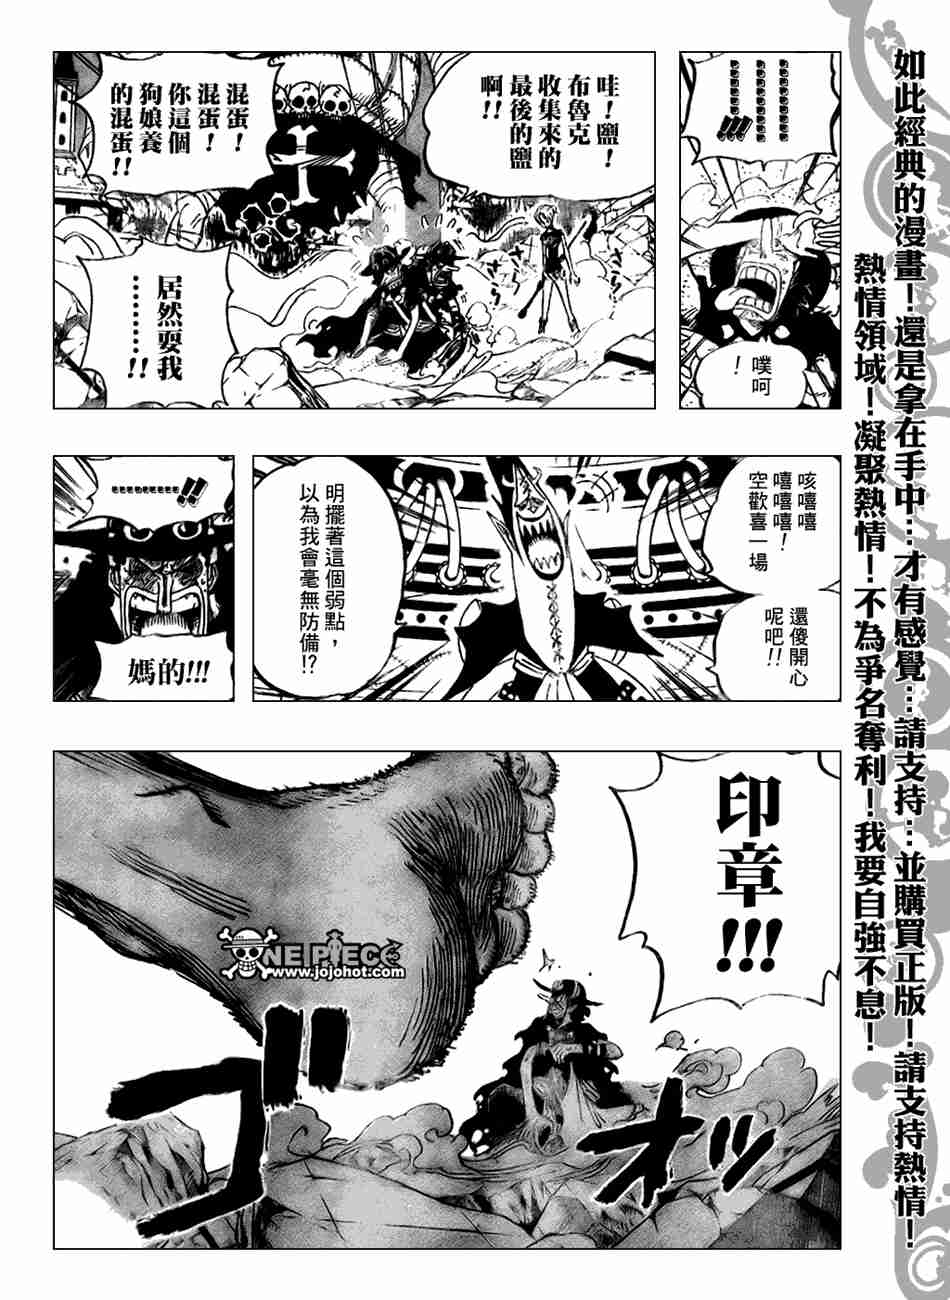 如此經典的漫畫！還是拿在手中…才有感覺…請支持…並購買正版！請支持熱情！
熱情領域！凝聚熱情！不為爭名奪利！我要自強不息！
………
………
………!!!
噗呵
！
哇！鹽！
布魯克
收集來的
最後的鹽
啊!!
混蛋！
混蛋！
你這個
狗娘養
的混蛋!!
居然耍我
………!!
咳嘻嘻
嘻嘻嘻！
空歡喜一場
還傻開心
呢吧!!
明擺著這個弱點，
以為我會毫無防備!?
………!!
媽的!!!
印章!!!
ゴオッ
ONE PIECE
www.jojohot.com